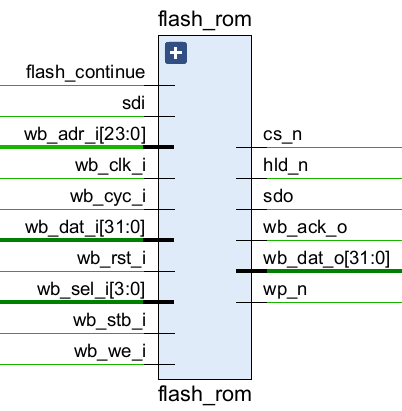 flash_rom
flash_continue
sdi
wb_adr_i[23:0]
wb_clk_i
wb_cyc_i
wb_dat_i[31:0]
wb_rst_i
wb_sel_i[3:0]
wb_stb_i
wb_we_i
cs_n
hld_n
sdo
wb_ack_o
wb_dat_o[31:0]
wp_n
flash_rom